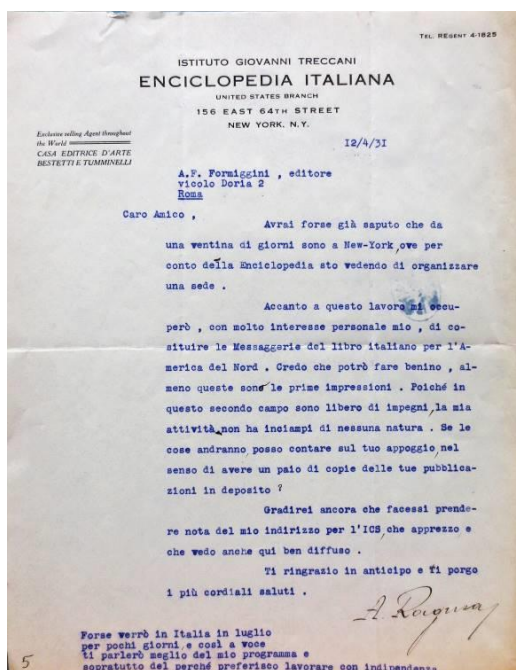 TEL. REGENT 4-1825
ISTITUTO GIOVANNI TRECCANI
ENCICLOPEDIA ITALIANA
UNITED STATES BRANCH
156 EAST 64TH STREET
NEW YORK, N.Y.
Exclusive selling Agent throughout
the World
CASA EDITRICE D'ARTE
BESTETTI E TUMMINELLI
12/4/31
A.F. Formiggini , editore
vicolo Doria 2
Roma
Caro Amico ,
Avrai forse già saputo che da
una ventina di giorni sono a New-York ,ove per
conto della Enciclopedia sto vedendo di organizzare
una sede .
Accanto a questo lavoro mi occu-
però , con molto interesse personale mio , di co-
situire le Messaggerie del libro italiano per l'A-
merica del Nord . Credo che potrò fare benino , al-
meno queste sono le prime impressioni . Poiché in
questo secondo campo sono libero di impegni ,la mia
attività non ha inciampi di nessuna natura . Se le
cose andranno, posso contare sul tuo appoggio, nel
senso di avere un paio di copie delle tue pubblica-
zioni in deposito ?
Gradirei ancora che facessi prende-
re nota del mio indirizzo per l'ICS, che apprezzo e
che vedo anche qui ben diffuso .
Ti ringrazio in anticipo e ti porgo
i più cordiali saluti .
A. Ragusa
Forse verrò in Italia in luglio
per pochi giorni, e così a voce
ti parlerò meglio del mio programma e
sopratutto del perché preferisco lavorare con indipendenza
5